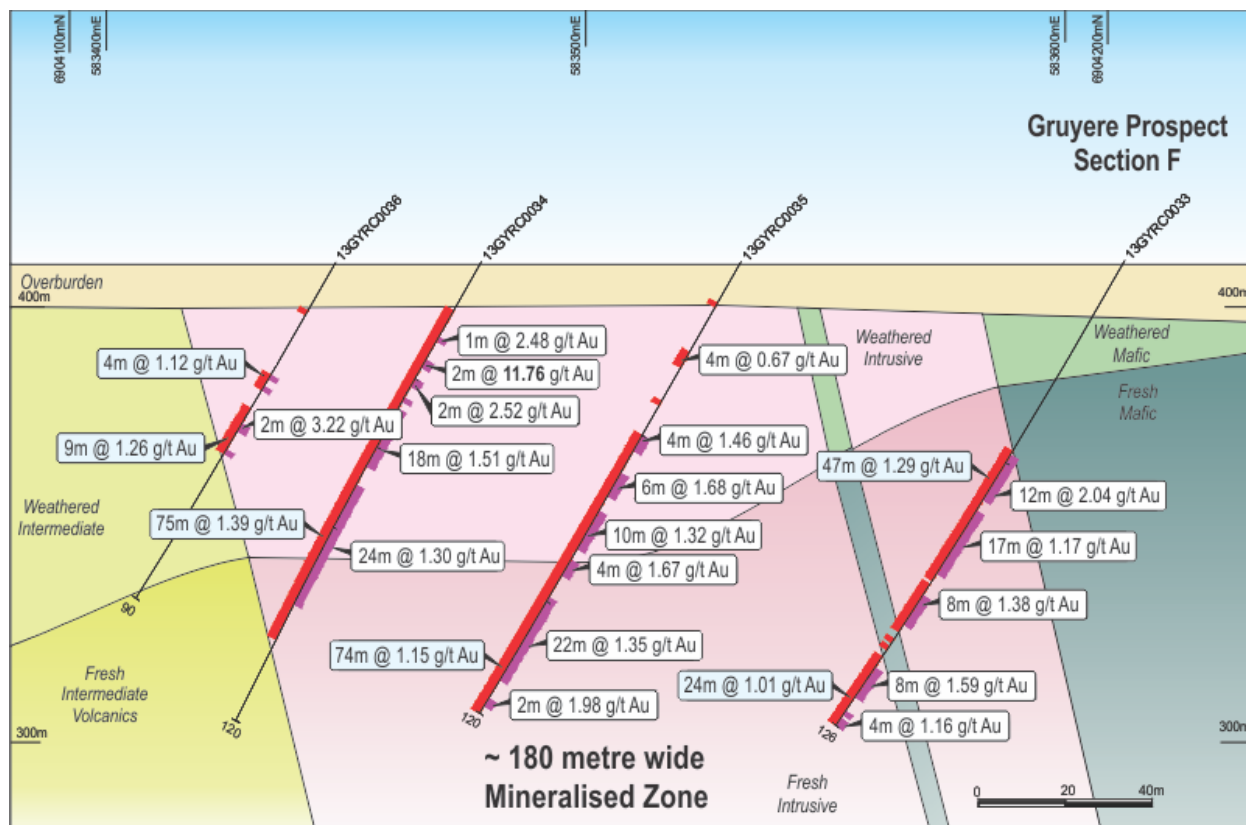 6904100mN
583400mE
583500mE
583600mE
6904200mN
Gruyere Prospect
Section F
13GYRC0036
13GYRC0034
13GYRC0035
13GYRC0033
Overburden
400m
400m
Weathered
Intrusive
Weathered
Mafic
Fresh
Mafic
1m @ 2.48 g/t Au
4m @ 1.12 g/t Au
2m @ 11.76 g/t Au
4m @ 0.67 g/t Au
2m @ 2.52 g/t Au
2m @ 3.22 g/t Au
9m @ 1.26 g/t Au
18m @ 1.51 g/t Au
4m @ 1.46 g/t Au
47m @ 1.29 g/t Au
6m @ 1.68 g/t Au
12m @ 2.04 g/t Au
Weathered
Intermediate
75m @ 1.39 g/t Au
10m @ 1.32 g/t Au
24m @ 1.30 g/t Au
17m @ 1.17 g/t Au
4m @ 1.67 g/t Au
90
8m @ 1.38 g/t Au
22m @ 1.35 g/t Au
74m @ 1.15 g/t Au
Fresh
Intermediate
Volcanics
24m @ 1.01 g/t Au
8m @ 1.59 g/t Au
2m @ 1.98 g/t Au
4m @ 1.16 g/t Au
120
120
126
300m
300m
~ 180 metre wide
Mineralised Zone
Fresh
Intrusive
0
20
40m